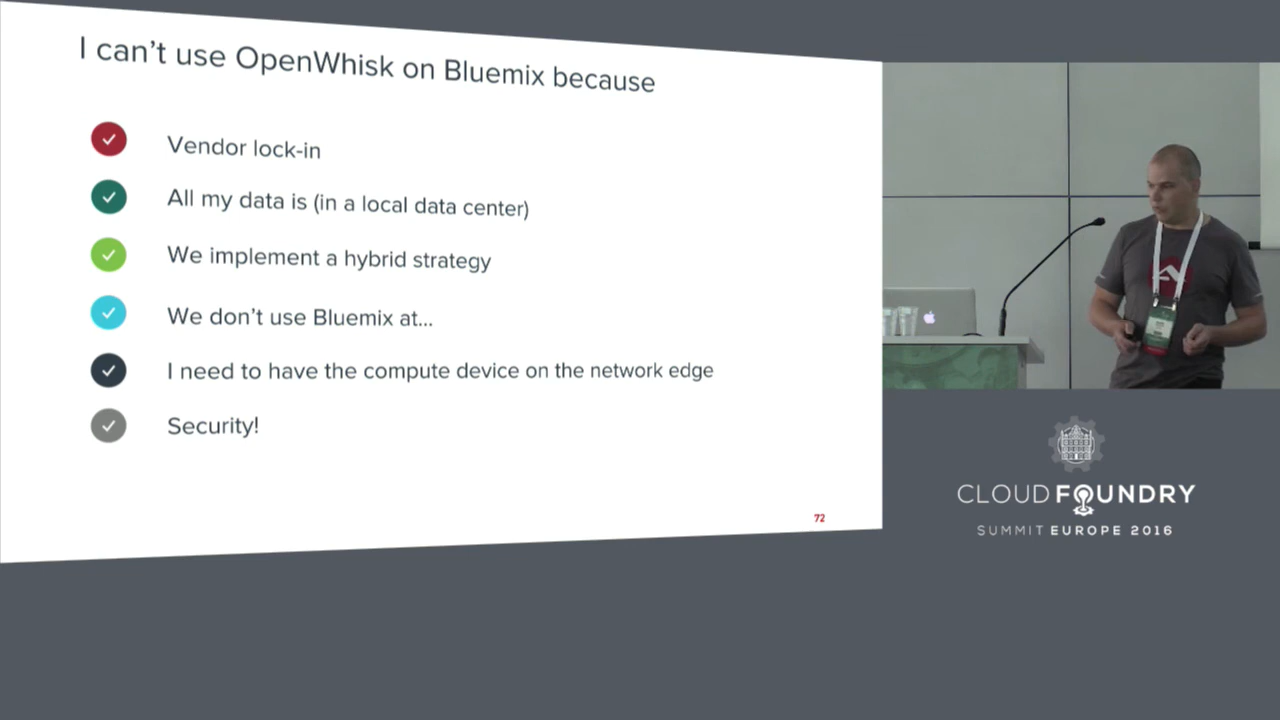 I can't use OpenWhisk on Bluemix because
Vendor lock-in
All my data is (in a local data center)
We implement a hybrid strategy
We don't use Bluemix at...
I need to have the compute device on the network edge
Security!
72
CLOUD FOUNDRY
SUMMIT EUROPE 2016